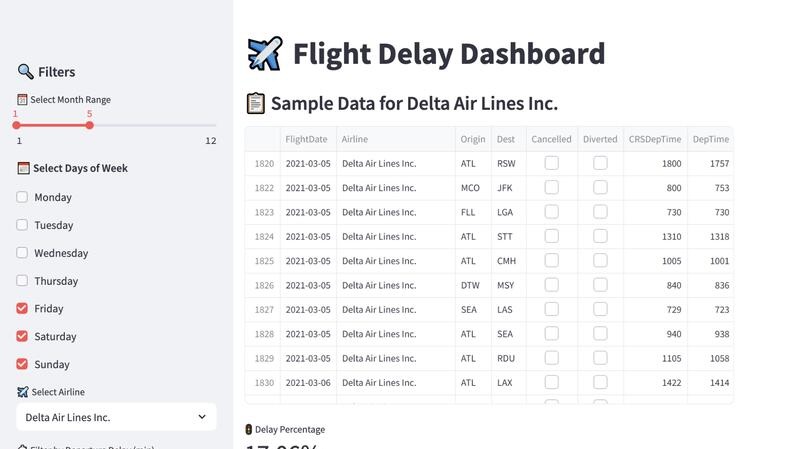 Filters
Select Month Range
1 5
1 12
Select Days of Week
Monday
Tuesday
Wednesday
Thursday
Friday
Saturday
Sunday
Select Airline
Delta Air Lines Inc.
Flight Delay Dashboard
Sample Data for Delta Air Lines Inc.
FlightDate Airline Origin Dest Cancelled Diverted CRSDepTime DepTime
1820 2021-03-05 Delta Air Lines Inc. ATL RSW 1800 1757
1822 2021-03-05 Delta Air Lines Inc. MCO JFK 800 753
1823 2021-03-05 Delta Air Lines Inc. FLL LGA 730 730
1824 2021-03-05 Delta Air Lines Inc. ATL STT 1310 1318
1825 2021-03-05 Delta Air Lines Inc. ATL CMH 1005 1001
1826 2021-03-05 Delta Air Lines Inc. DTW MSY 840 836
1827 2021-03-05 Delta Air Lines Inc. SEA LAS 729 723
1828 2021-03-05 Delta Air Lines Inc. ATL SEA 940 938
1829 2021-03-05 Delta Air Lines Inc. ATL RDU 1105 1058
1830 2021-03-06 Delta Air Lines Inc. ATL LAX 1422 1414
Delay Percentage